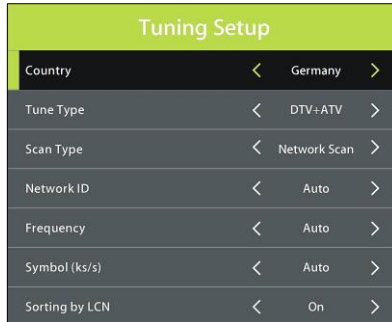 Tuning Setup
Country < Germany >
Tune Type < DTV+ATV >
Scan Type < Network Scan >
Network ID < Auto >
Frequency < Auto >
Symbol (ks/s) < Auto >
Sorting by LCN < On >